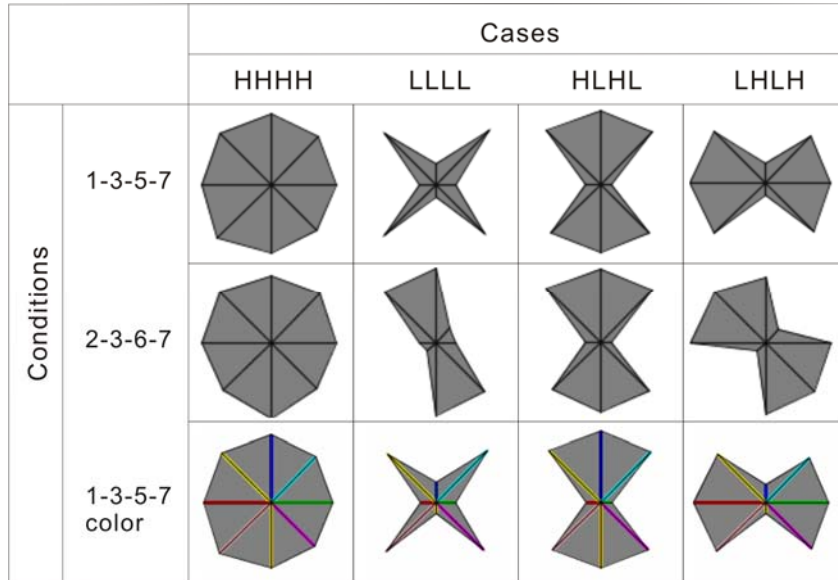 Cases
HHHH LLLL HLHL LHLH
Conditions
1-3-5-7
2-3-6-7
1-3-5-7
color